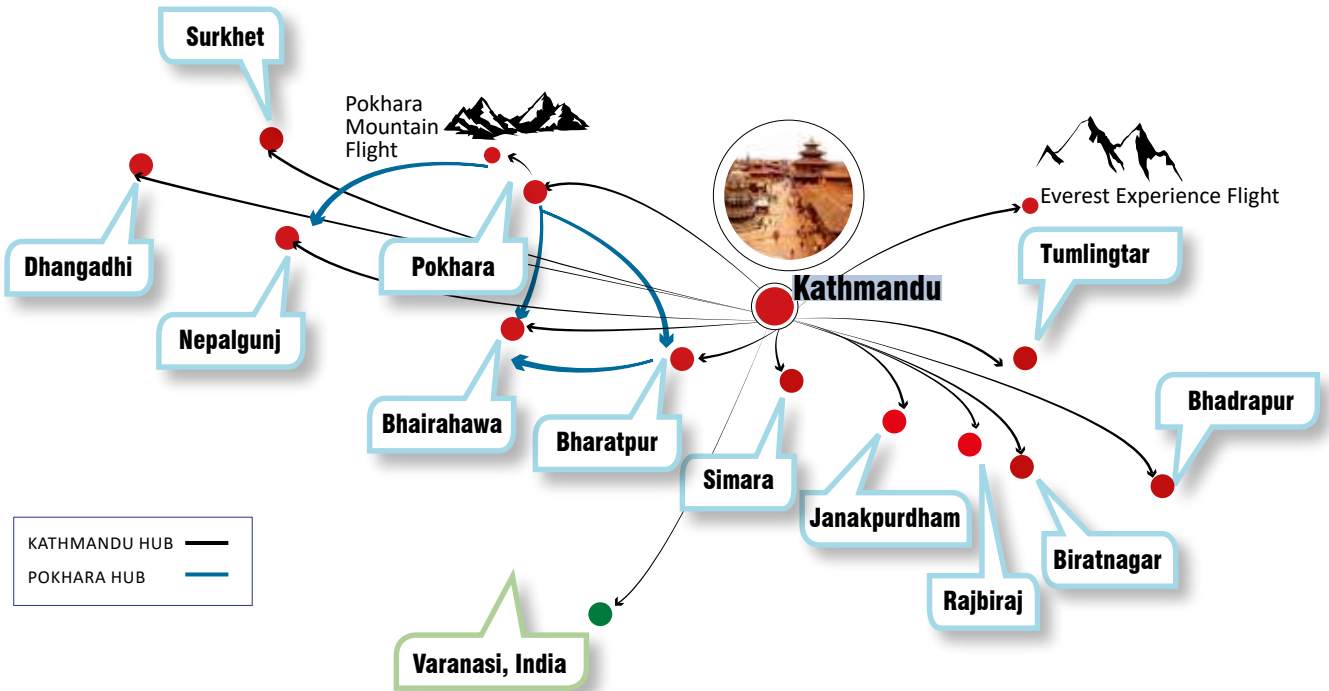 Surkhet
Pokhara
Mountain
Flight
Everest Experience Flight
Dhangadhi
Pokhara
Tumlingtar
Kathmandu
Nepalgunj
Bhadrapur
Bhairahawa
Bharatpur
Simara
Janakpurdham
Biratnagar
Rajbiraj
KATHMANDU HUB
POKHARA HUB
Varanasi, India